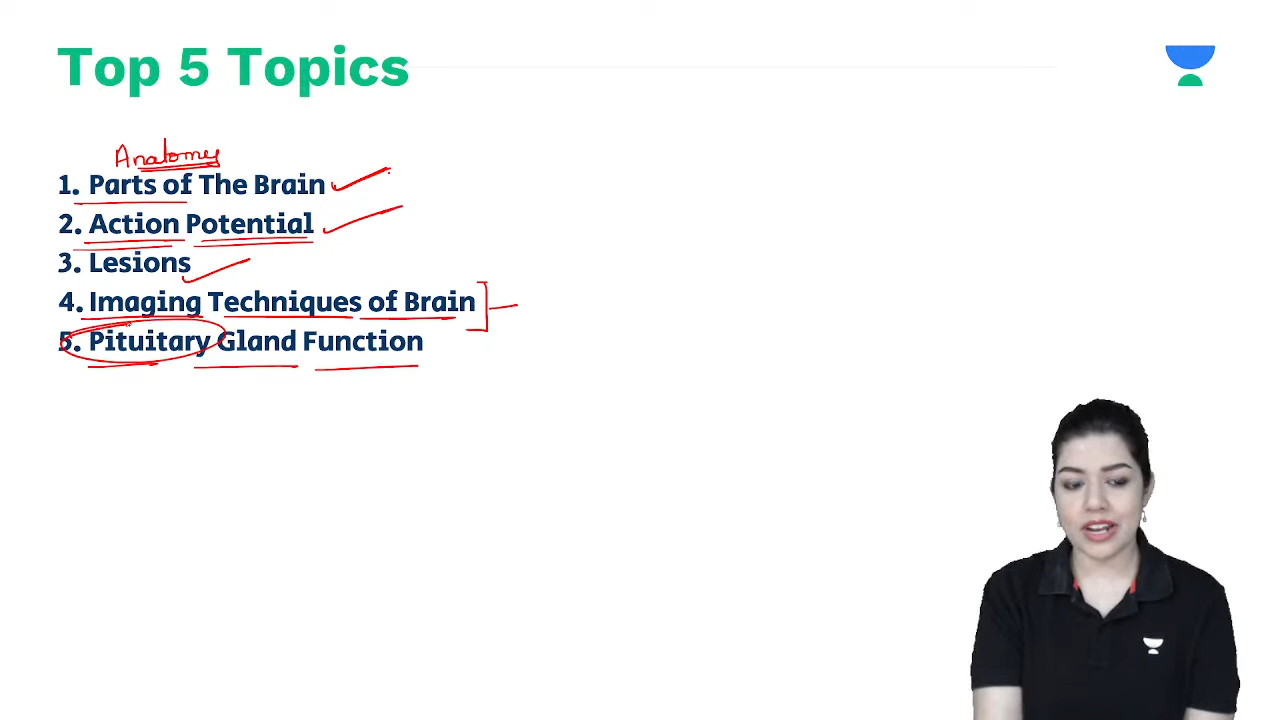 Top 5 Topics
Anatomy
1. Parts of The Brain
2. Action Potential
3. Lesions
4. Imaging Techniques of Brain
5. Pituitary Gland Function